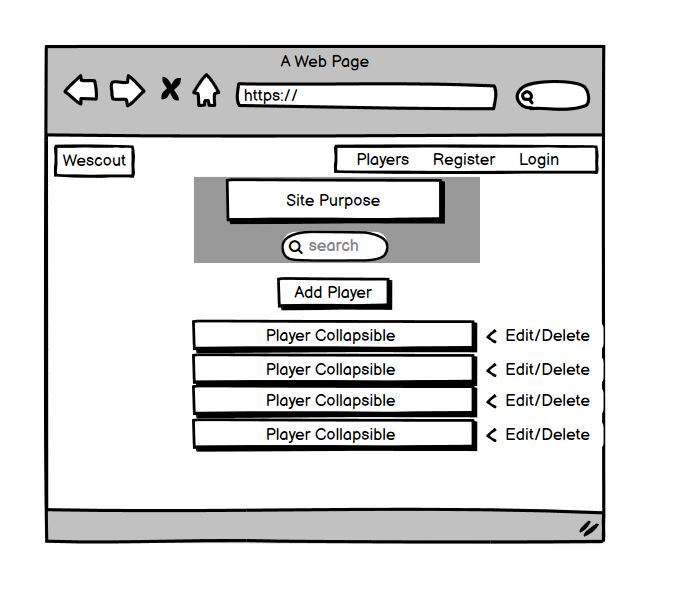 A Web Page
https://
Wescout
Players Register Login
Site Purpose
search
Add Player
Player Collapsible < Edit/Delete
Player Collapsible < Edit/Delete
Player Collapsible < Edit/Delete
Player Collapsible < Edit/Delete